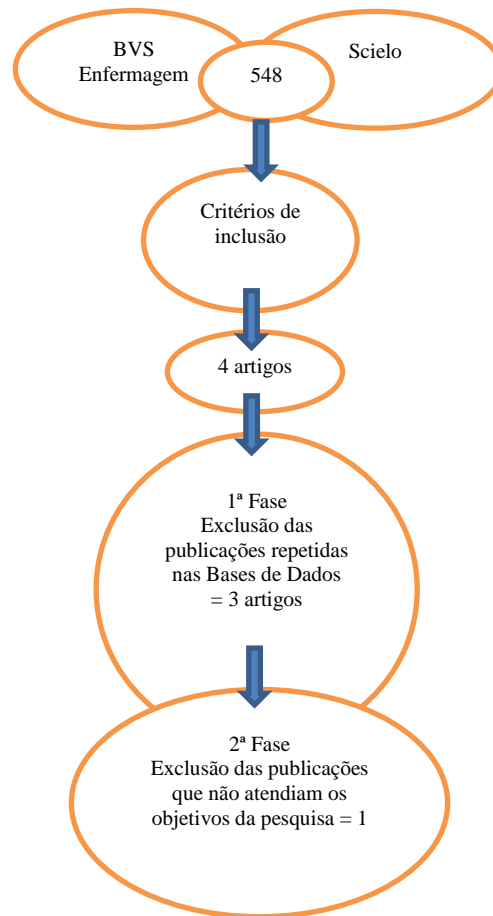 BVS
Enfermagem
548
Scielo
Critérios de
inclusão
4 artigos
1ª Fase
Exclusão das
publicações repetidas
nas Bases de Dados
= 3 artigos
2ª Fase
Exclusão das publicações
que não atendiam os
objetivos da pesquisa = 1